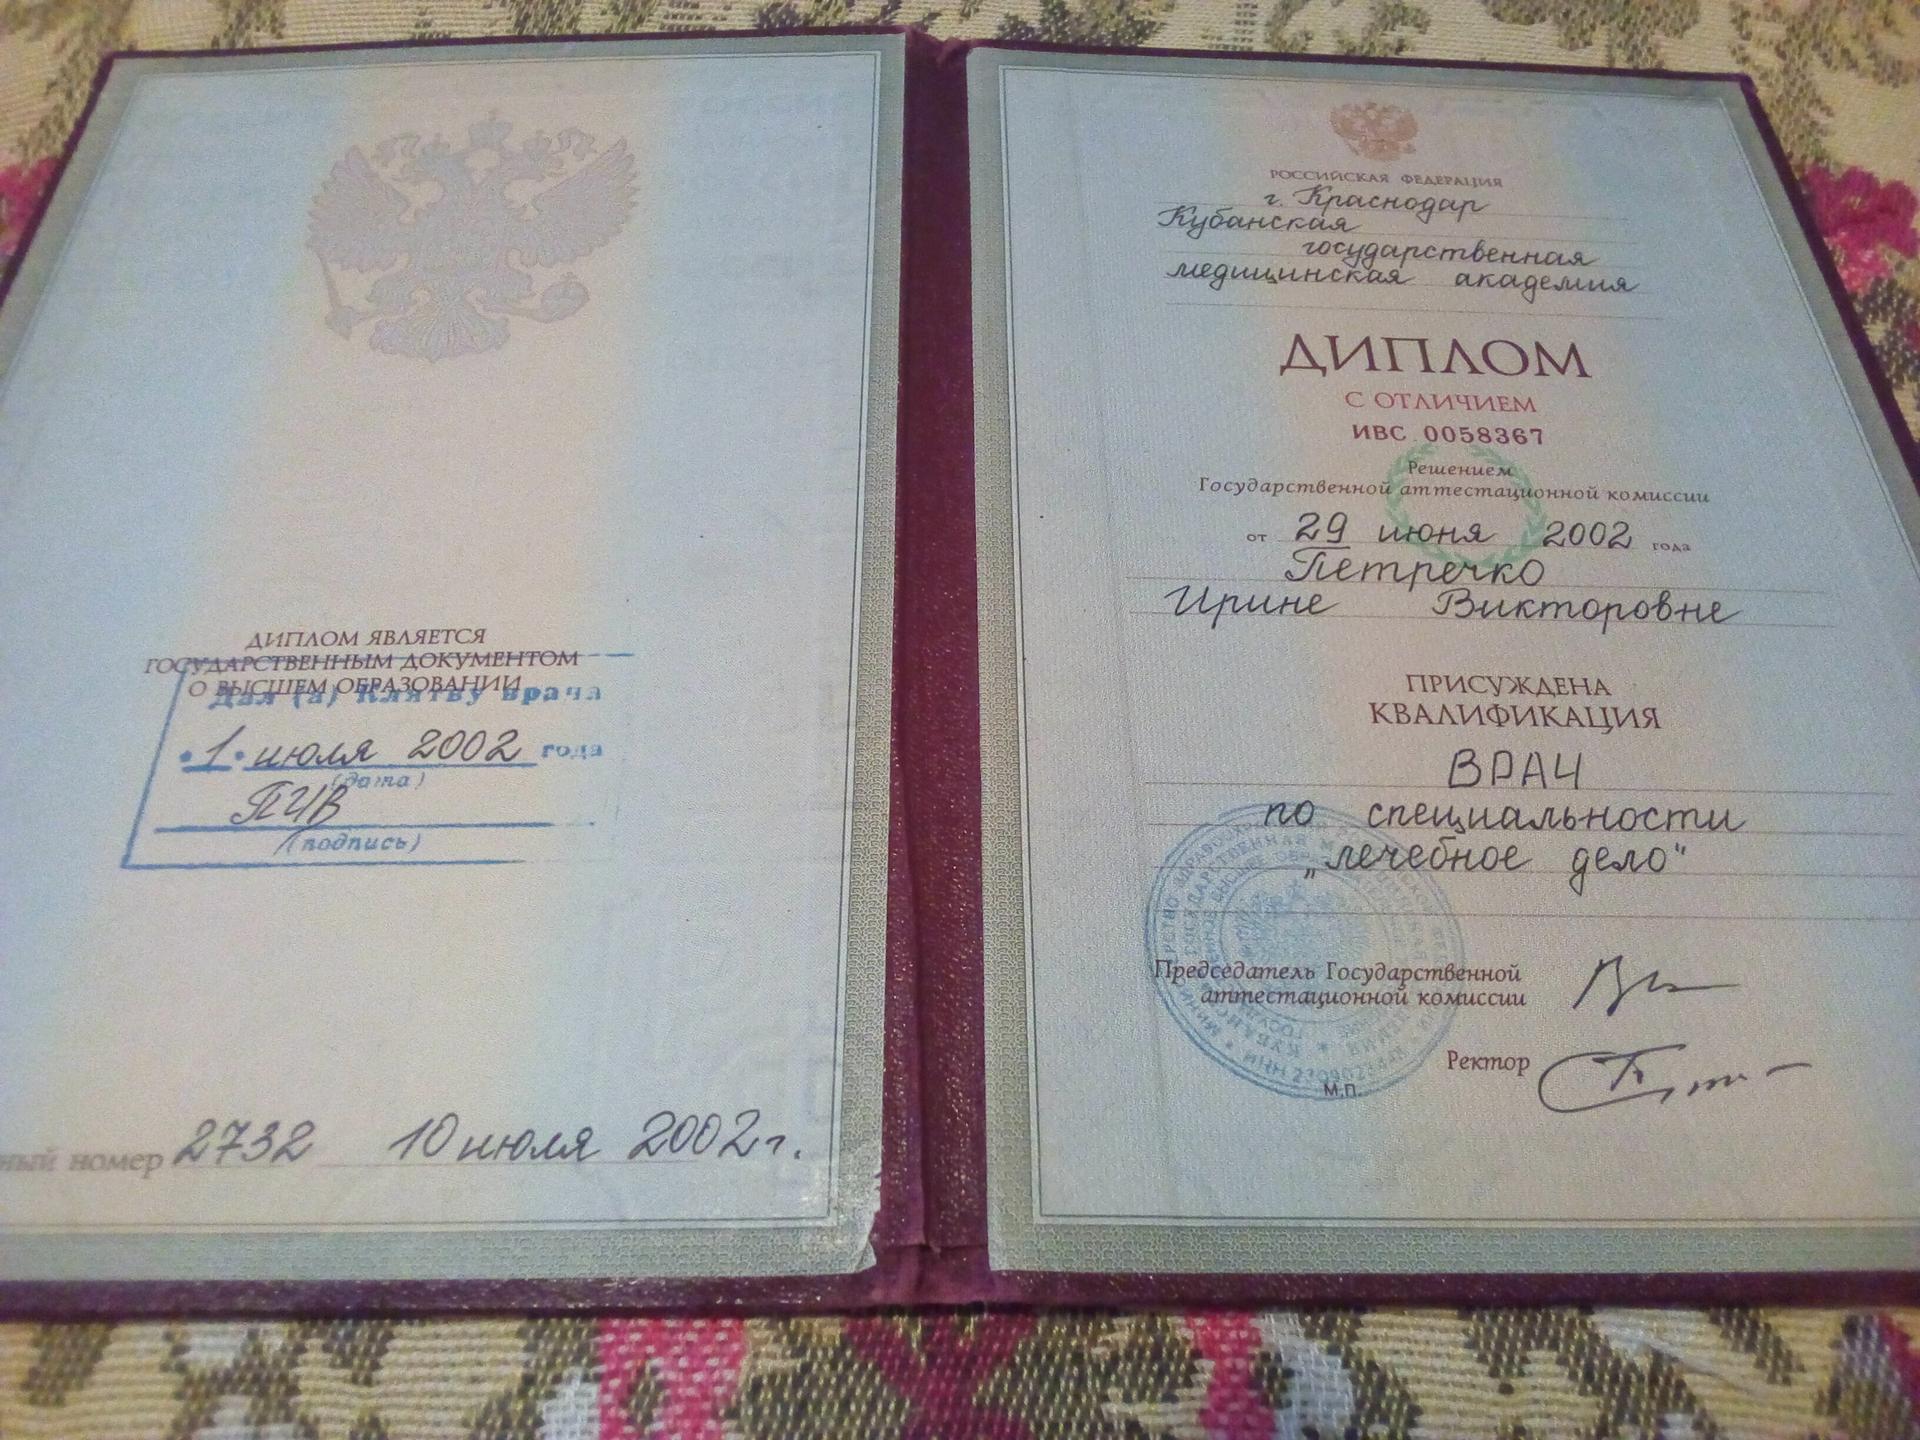 ДИПЛОМ ЯВЛЯЕТСЯ
ГОСУДАРСТВЕННЫМ ДОКУМЕНТОМ
О ВЫСШЕМ ОБРАЗОВАНИИ
Дал (а) Клятву врача
1 июля 2002 года
(дата)
ПИВ
(подпись)
ный номер 2732 10 июля 2002 г.
РОССИЙСКАЯ ФЕДЕРАЦИЯ
г. Краснодар
Кубанская
государственная
медицинская академия
ДИПЛОМ
С ОТЛИЧИЕМ
ИВС 0058367
Решением
Государственной аттестационной комиссии
от 29 июня 2002 года
Петречко
Ирине Викторовне
ПРИСУЖДЕНА
КВАЛИФИКАЦИЯ
ВРАЧ
по специальности
„лечебное дело"
Председатель Государственной
аттестационной комиссии
Ректор
М.П.